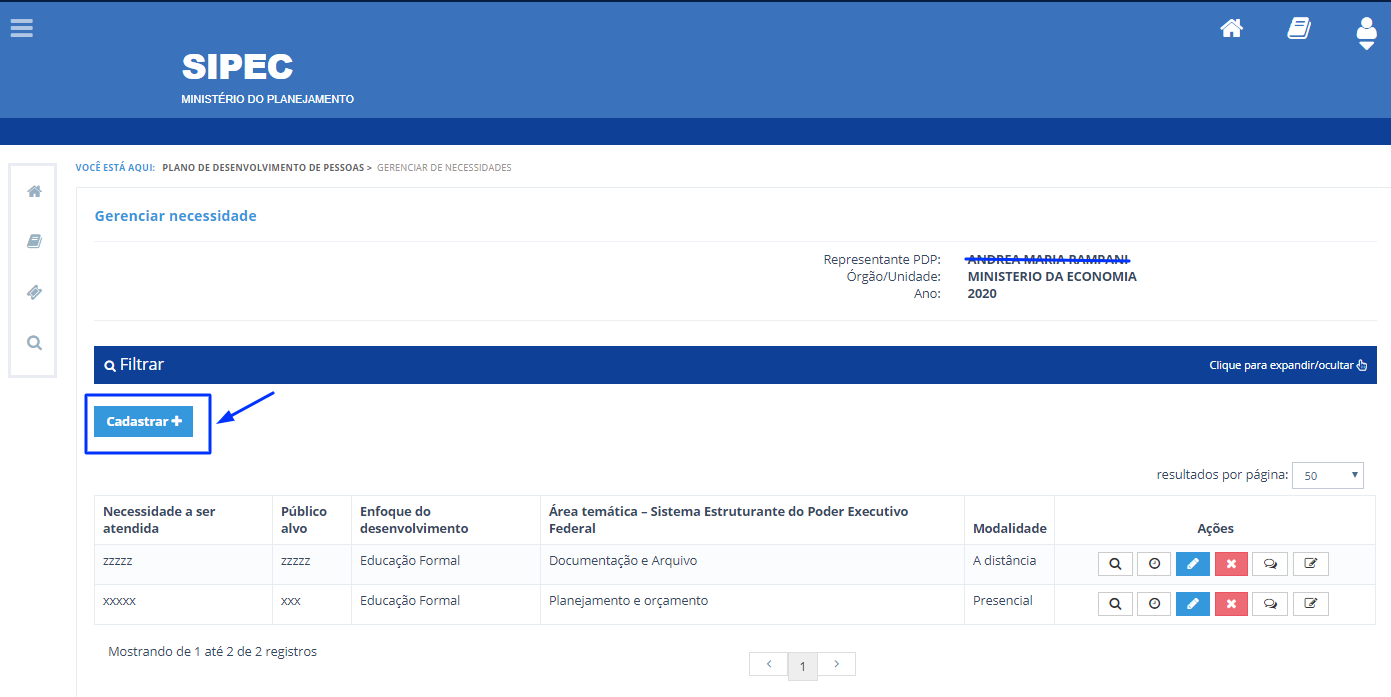 SIPEC
MINISTÉRIO DO PLANEJAMENTO
VOCÊ ESTÁ AQUI: PLANO DE DESENVOLVIMENTO DE PESSOAS > GERENCIAR DE NECESSIDADES
Gerenciar necessidade
Representante PDP: ANDREA MARIA RAMPANI
Órgão/Unidade: MINISTERIO DA ECONOMIA
Ano: 2020
Filtrar Clique para expandir/ocultar
Cadastrar
resultados por página: 50
Necessidade a ser atendida Público alvo Enfoque do desenvolvimento Área temática – Sistema Estruturante do Poder Executivo Federal Modalidade Ações
zzzzz zzzzz Educação Formal Documentação e Arquivo A distância
xxxxx xxx Educação Formal Planejamento e orçamento Presencial
Mostrando de 1 até 2 de 2 registros
‹ 1 ›